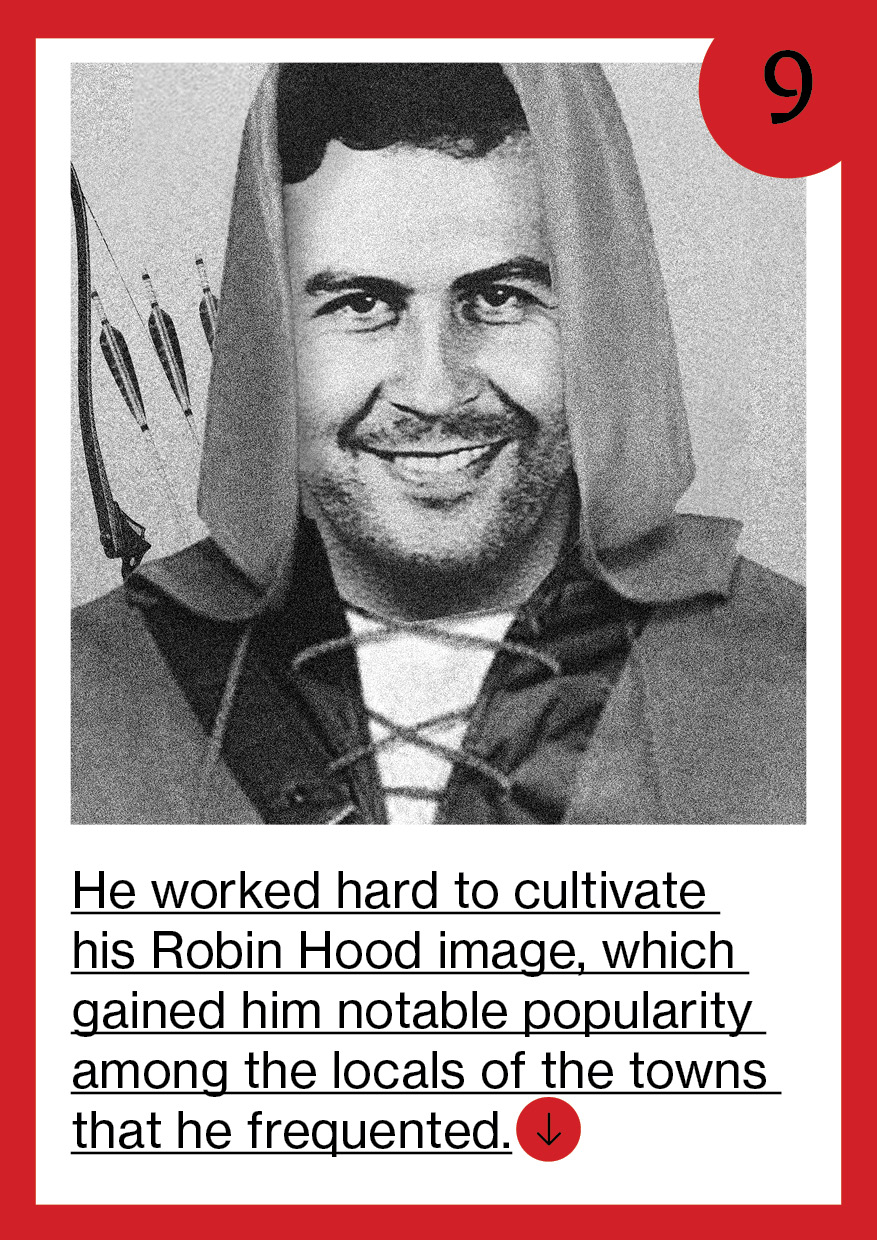 9
He worked hard to cultivate
his Robin Hood image, which
gained him notable popularity
among the locals of the towns
that he frequented.